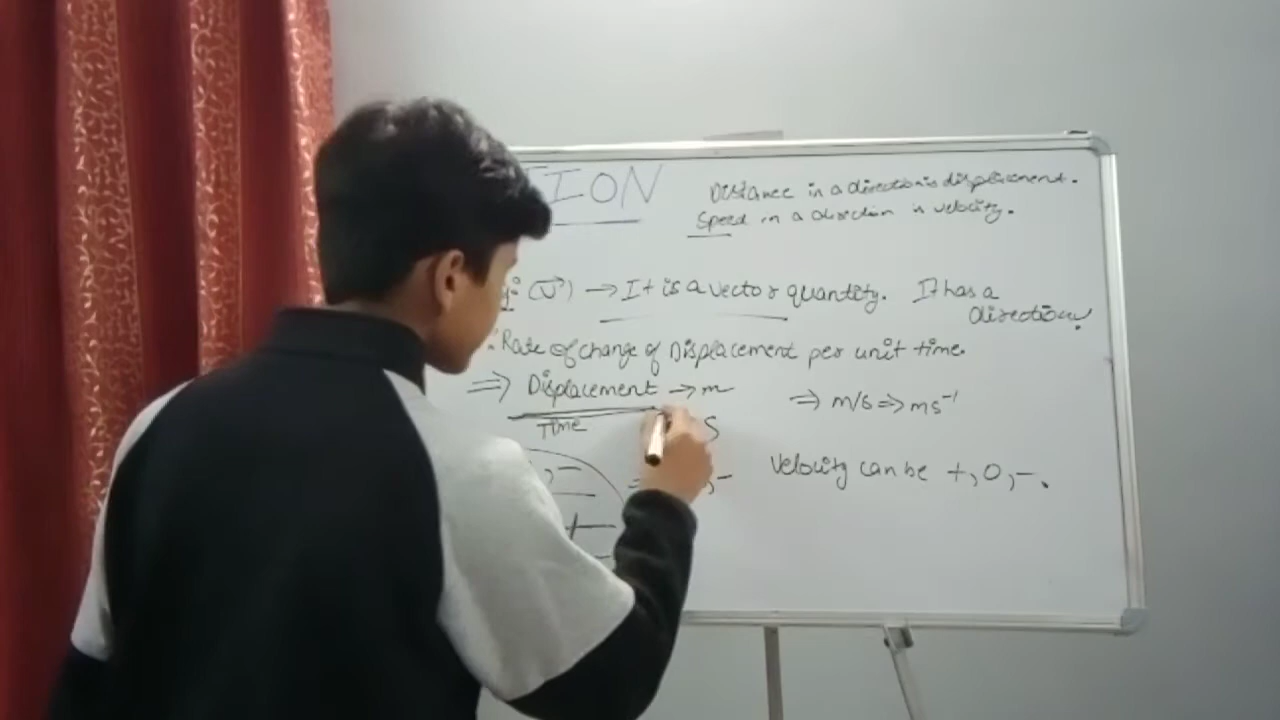 TION
Distance in a direction is displacement.
Speed in a direction is velocity.
y: (v⃗) → It is a vector quantity. It has a
direction.
Rate of change of Displacement per unit time.
⇒ Displacement → m ⇒ m/s ⇒ ms⁻¹
Time S
Velocity can be +, 0, -.